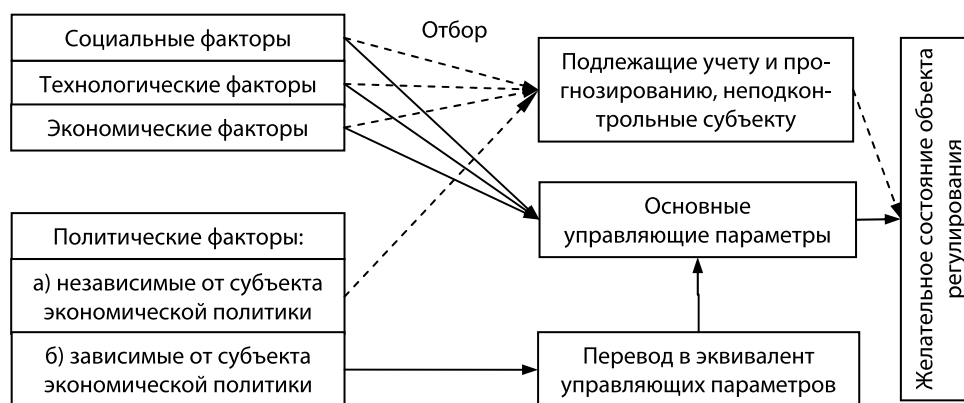 Социальные факторы
Технологические факторы
Экономические факторы
Отбор
Подлежащие учету и про-
гнозированию, неподкон-
трольные субъекту
Основные
управляющие параметры
Политические факторы:
а) независимые от субъекта
экономической политики
б) зависимые от субъекта
экономической политики
Перевод в эквивалент
управляющих параметров
Желательное состояние объекта
регулирования